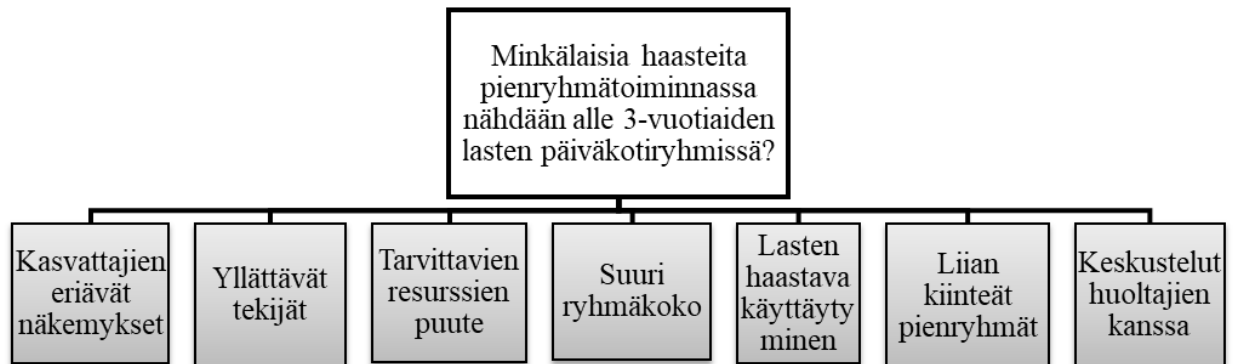 Minkälaisia haasteita
pienryhmätoiminnassa
nähdään alle 3-vuotiaiden
lasten päiväkotiryhmissä?
Kasvattajien
eriävät
näkemykset
Yllättävät
tekijät
Tarvittavien
resurssien
puute
Suuri
ryhmäkoko
Lasten
haastava
käyttäyty
minen
Liian
kiinteät
pienryhmät
Keskustelut
huoltajien
kanssa